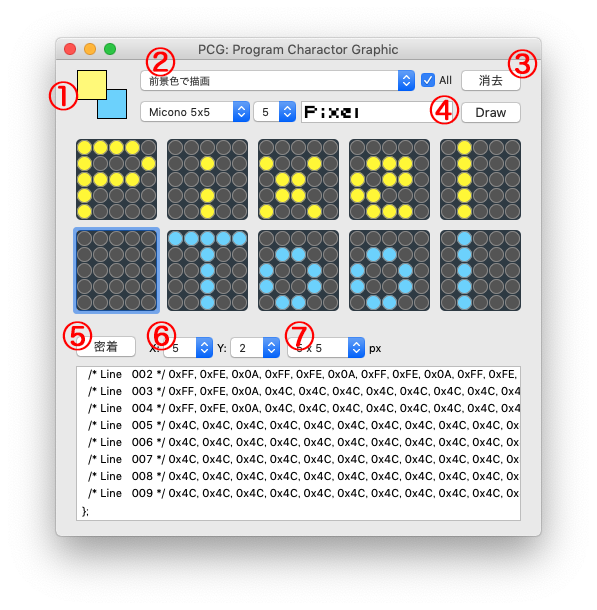 PCG: Program Charactor Graphic
① ② 前景色で描画 All ③ 消去
Micono 5x5 5 Pixel ④ Draw
Pixel
Tool
⑤ 密着 ⑥ X: 5 Y: 2 ⑦ 5 x 5 px
/* Line 002 */ 0xFF, 0xFE, 0x0A, 0xFF, 0xFE, 0x0A, 0xFF, 0xFE, 0x0A, 0xFF, 0xFE,
/* Line 003 */ 0xFF, 0xFE, 0x0A, 0x4C, 0x4C, 0x4C, 0x4C, 0x4C, 0x4C, 0x4C, 0x4
/* Line 004 */ 0xFF, 0xFE, 0x0A, 0x4C, 0x4C, 0x4C, 0x4C, 0x4C, 0x4C, 0x4C, 0x4
/* Line 005 */ 0x4C, 0x4C, 0x4C, 0x4C, 0x4C, 0x4C, 0x4C, 0x4C, 0x4C, 0x4C, 0x
/* Line 006 */ 0x4C, 0x4C, 0x4C, 0x4C, 0x4C, 0x4C, 0x4C, 0x4C, 0x4C, 0x4C, 0x
/* Line 007 */ 0x4C, 0x4C, 0x4C, 0x4C, 0x4C, 0x4C, 0x4C, 0x4C, 0x4C, 0x4C, 0x
/* Line 008 */ 0x4C, 0x4C, 0x4C, 0x4C, 0x4C, 0x4C, 0x4C, 0x4C, 0x4C, 0x4C, 0x
/* Line 009 */ 0x4C, 0x4C, 0x4C, 0x4C, 0x4C, 0x4C, 0x4C, 0x4C, 0x4C, 0x4C, 0x
};